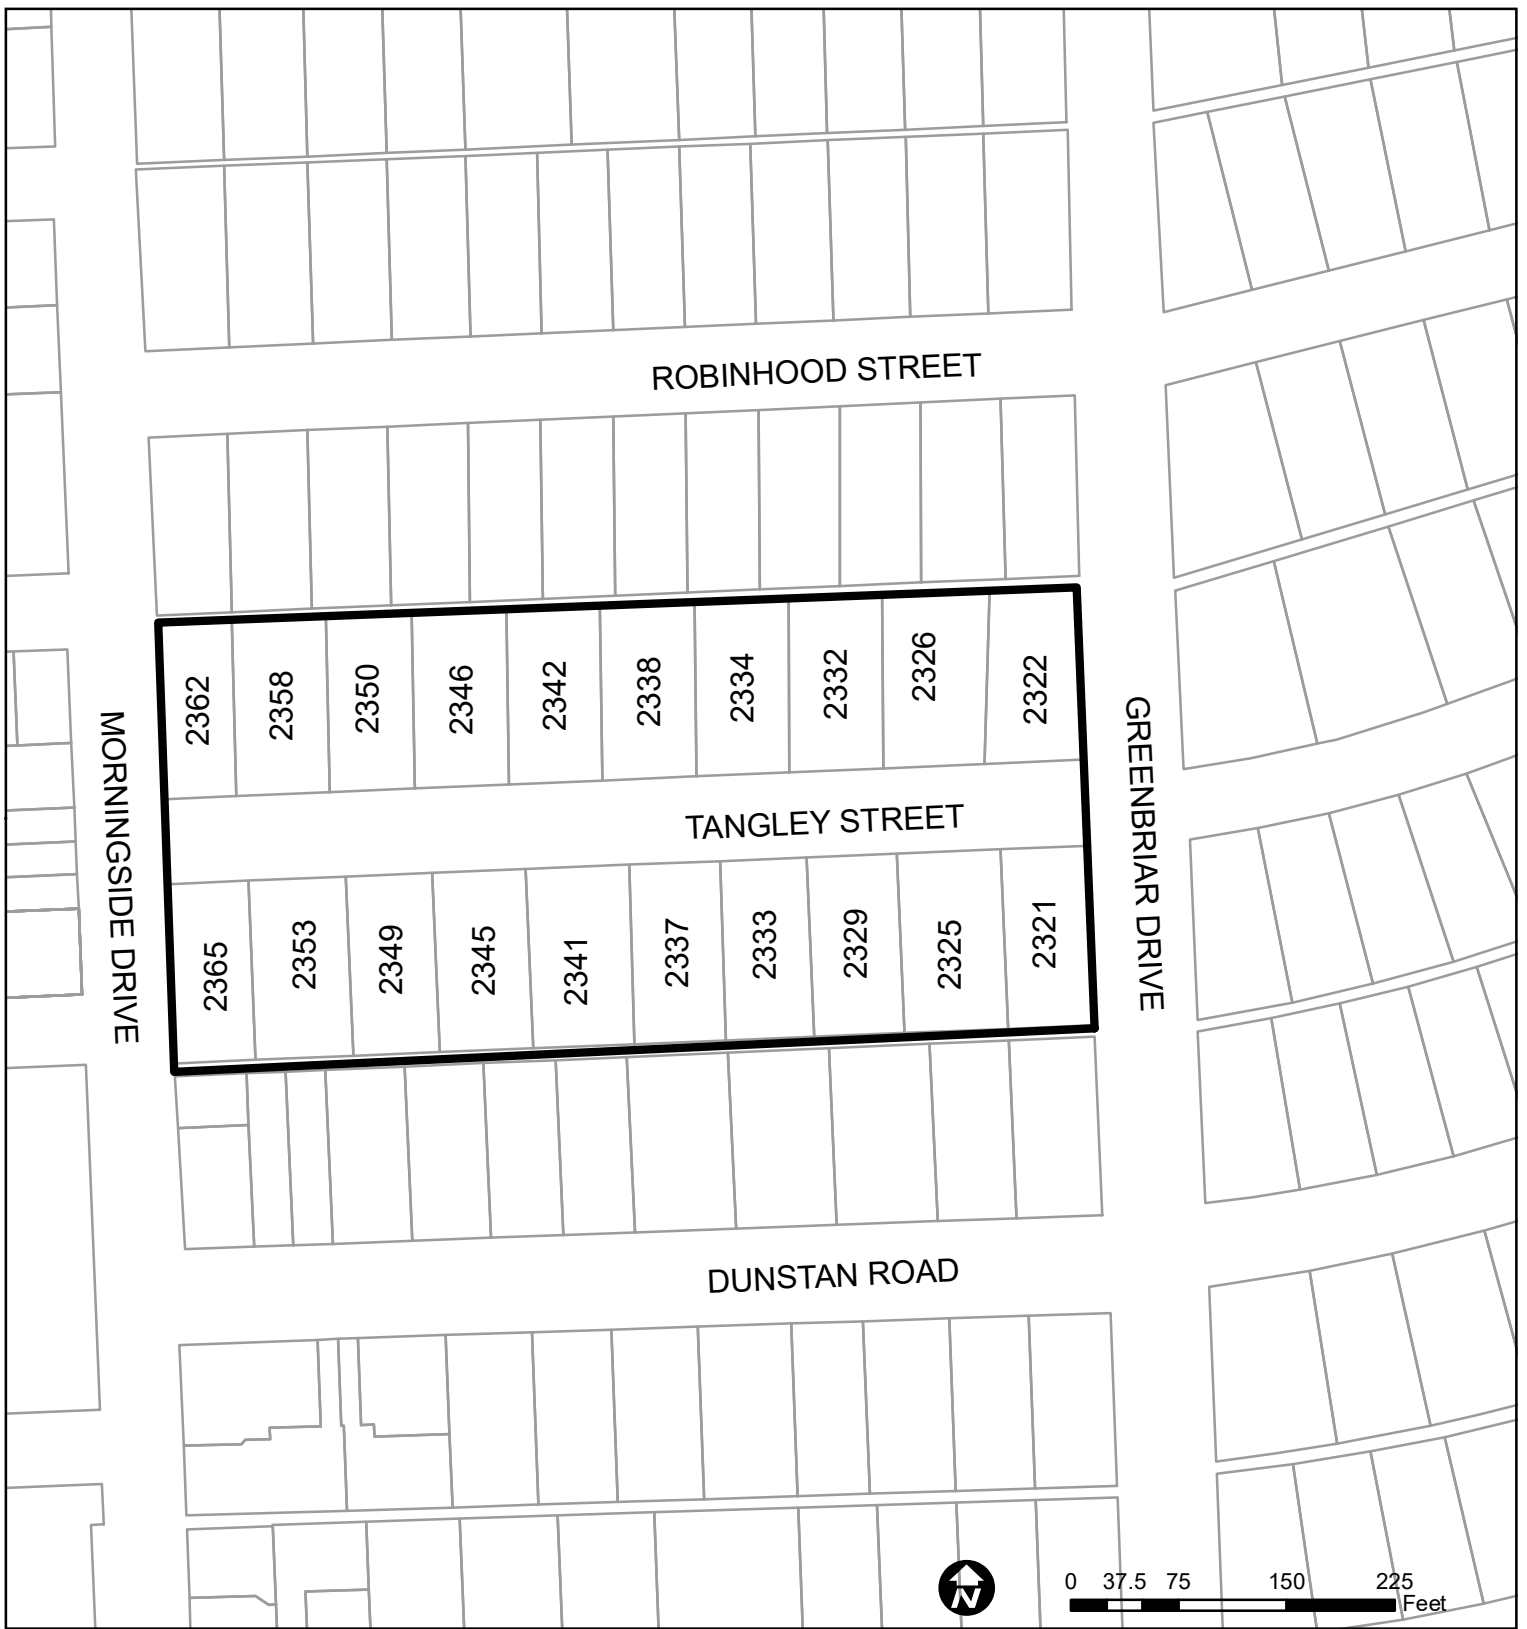 ROBINHOOD STREET
2362
2358
2350
2346
2342
2338
2334
2332
2326
2322
MORNINGSIDE DRIVE
TANGLEY STREET
GREENBRIAR DRIVE
2365
2353
2349
2345
2341
2337
2333
2329
2325
2321
DUNSTAN ROAD
N
0 37.5 75 150 225
Feet